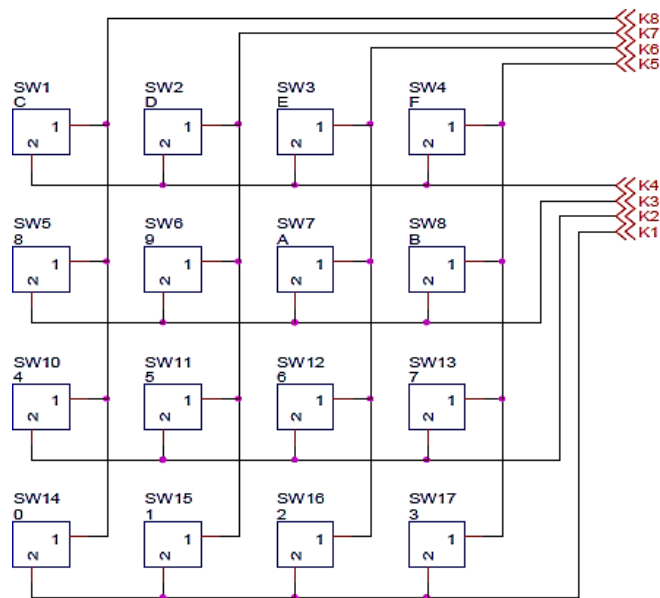 K8
K7
K6
K5
SW1 SW2 SW3 SW4
C D E F
1 1 1 1
2 2 2 2
K4
K3
K2
K1
SW5 SW6 SW7 SW8
8 9 A B
1 1 1 1
2 2 2 2
SW10 SW11 SW12 SW13
4 5 6 7
1 1 1 1
2 2 2 2
SW14 SW15 SW16 SW17
0 1 2 3
1 1 1 1
2 2 2 2